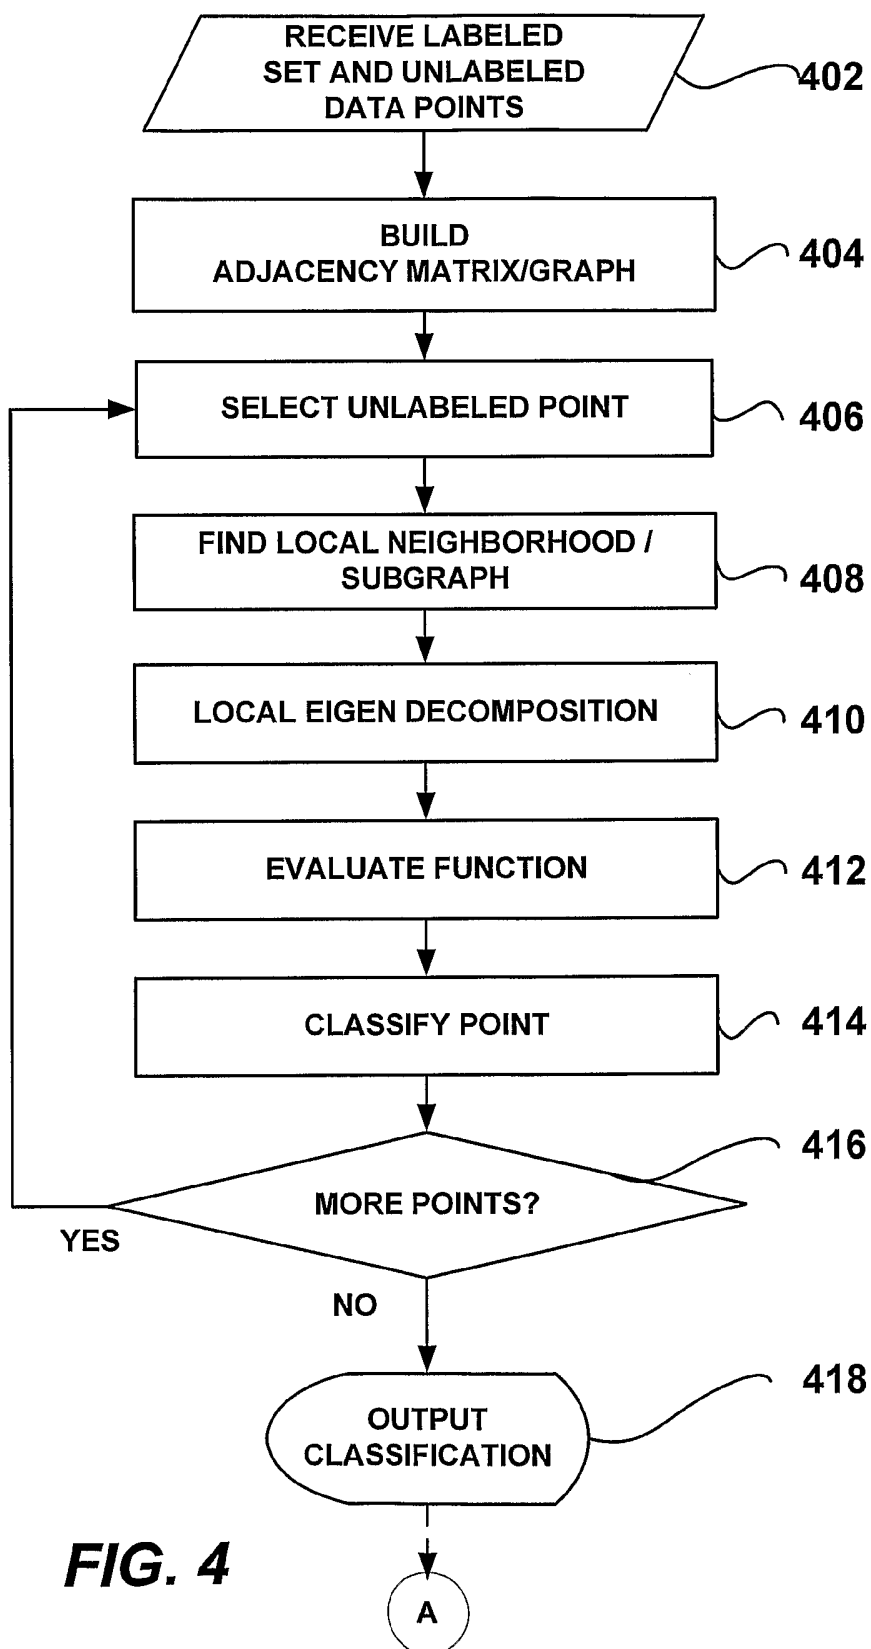 RECEIVE LABELED
SET AND UNLABELED
DATA POINTS
402
BUILD
ADJACENCY MATRIX/GRAPH
404
SELECT UNLABELED POINT
406
FIND LOCAL NEIGHBORHOOD /
SUBGRAPH
408
LOCAL EIGEN DECOMPOSITION
410
EVALUATE FUNCTION
412
CLASSIFY POINT
414
416
MORE POINTS?
YES
NO
418
OUTPUT
CLASSIFICATION
FIG. 4
A